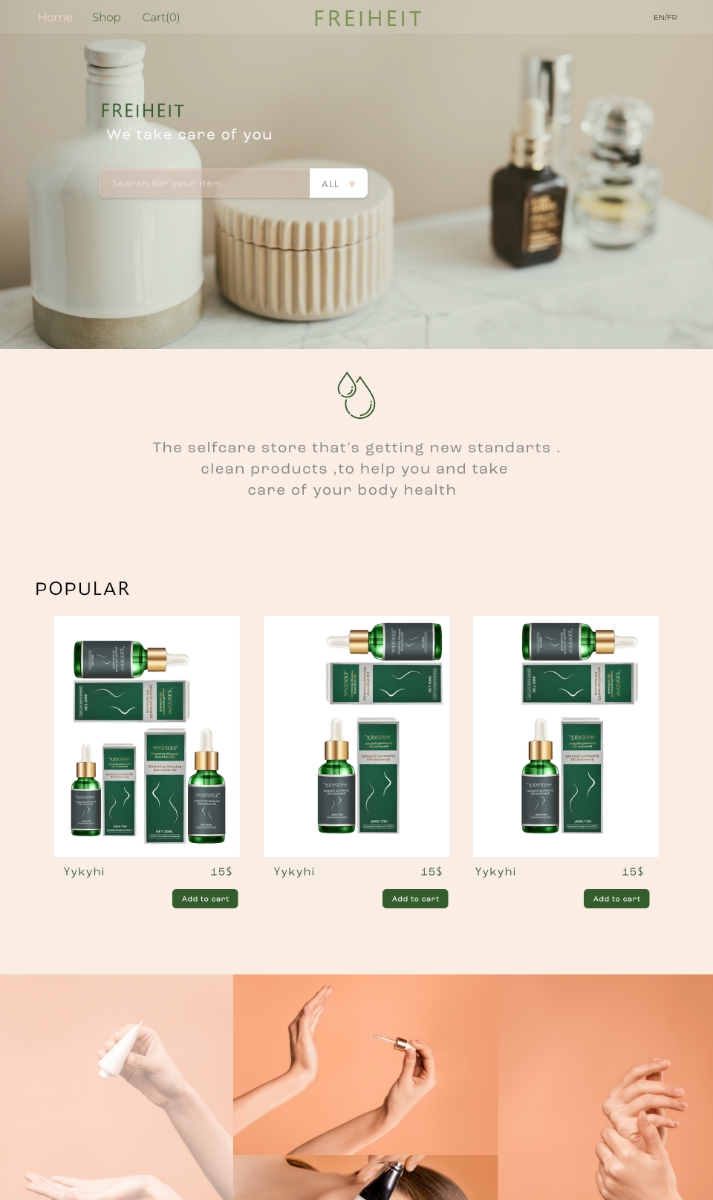 Home Shop Cart(0) FREIHEIT EN/FR
FREIHEIT
We take care of you
Search for your item ALL
The selfcare store that's getting new standarts .
clean products ,to help you and take
care of your body health
POPULAR
Yykyhi 15$ Yykyhi 15$ Yykyhi 15$
Add to cart Add to cart Add to cart